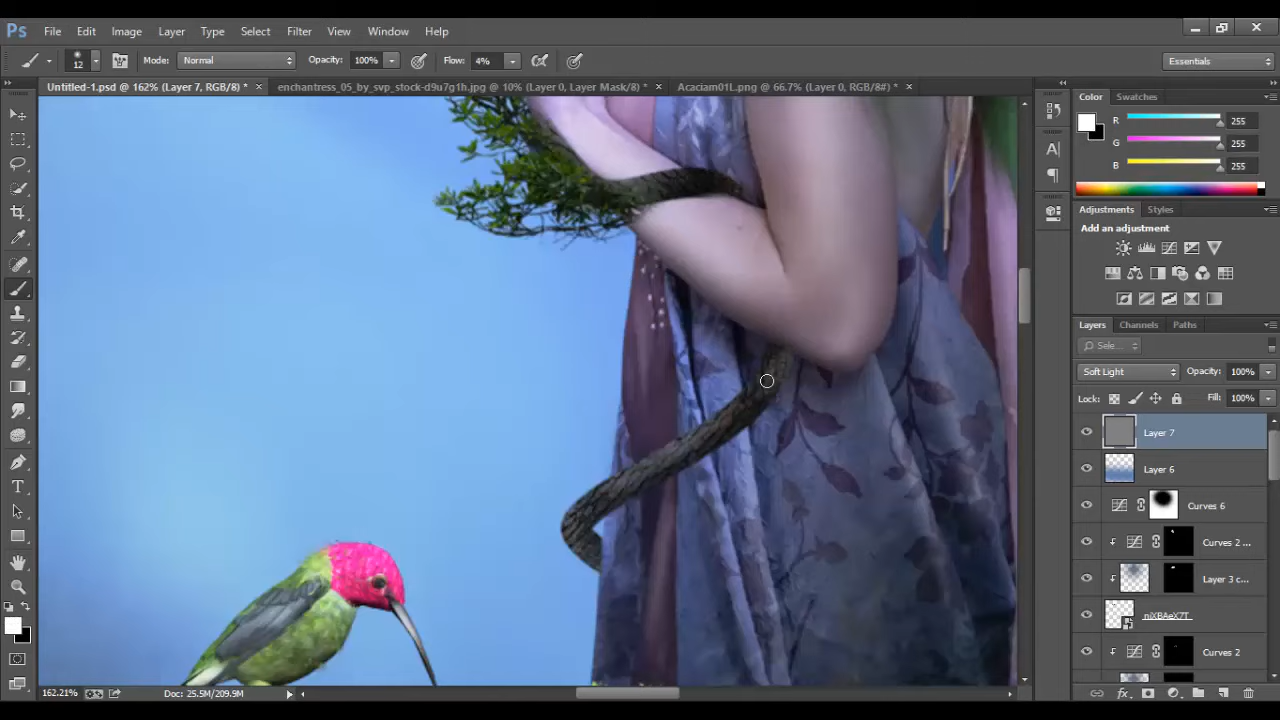 Ps File Edit Image Layer Type Select Filter View Window Help
12 Mode: Normal Opacity: 100% Flow: 4% Essentials
Untitled-1.psd @ 162% (Layer 7, RGB/8) * × enchantress_05_by_svp_stock-d9u7g1h.jpg @ 10% (Layer 0, Layer Mask/8) * × Acaciam01L.png @ 66.7% (Layer 0, RGB/8#) * ×
Color Swatches
R 255
G 255
B 255
Adjustments Styles
Add an adjustment
Layers Channels Paths
Sele...
Soft Light Opacity: 100%
Lock: Fill: 100%
Layer 7
Layer 6
Curves 6
Curves 2 ...
Layer 3 c...
niXBAeX7T
Curves 2
162.21% Doc: 25.5M/209.9M